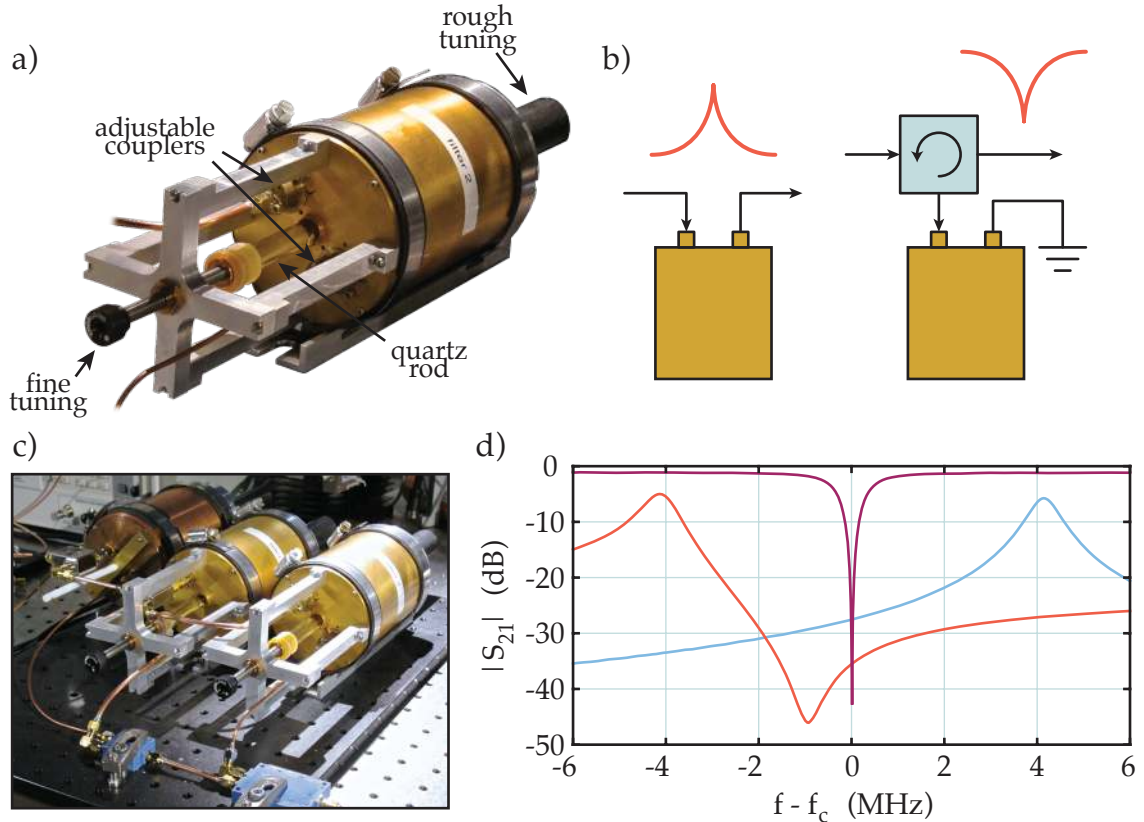 a)
rough
tuning
adjustable
couplers
filter 2
quartz
rod
fine
tuning
b)
c)
d)
0
-10
-20
-30
-40
-50
|S21| (dB)
-6
-4
-2
0
2
4
6
f - fc (MHz)